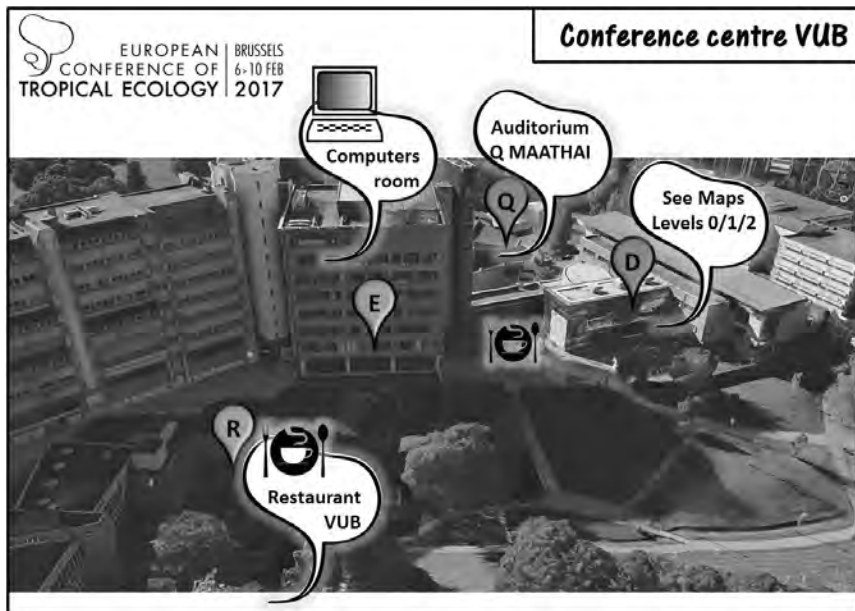 EUROPEAN
CONFERENCE OF
TROPICAL ECOLOGY
BRUSSELS
6>10 FEB
2017
Conference centre VUB
Computers
room
Auditorium
Q MAATHAI
See Maps
Levels 0/1/2
Q
D
E
R
Restaurant
VUB